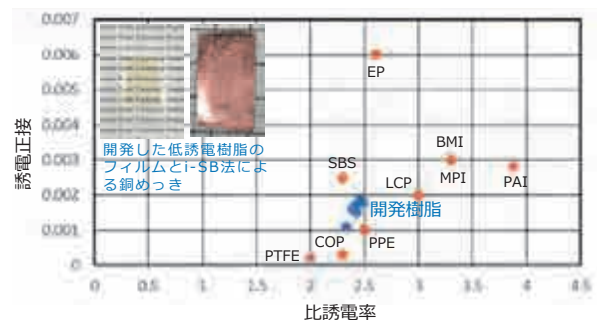 0.007
0.006
0.005
0.004
0.003
0.002
0.001
0
誘電正接
開発した低誘電樹脂の
フィルムとi-SB法によ
る銅めっき
EP
BMI
SBS
MPI
PAI
LCP
開発樹脂
COP
PPE
PTFE
0
0.5
1
1.5
2
2.5
3
3.5
4
4.5
比誘電率